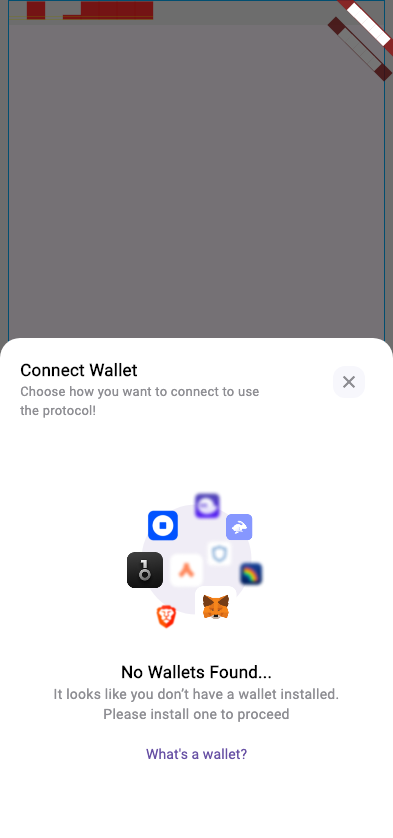 Connect Wallet
Choose how you want to connect to use
the protocol!
No Wallets Found...
It looks like you don’t have a wallet installed.
Please install one to proceed
What's a wallet?